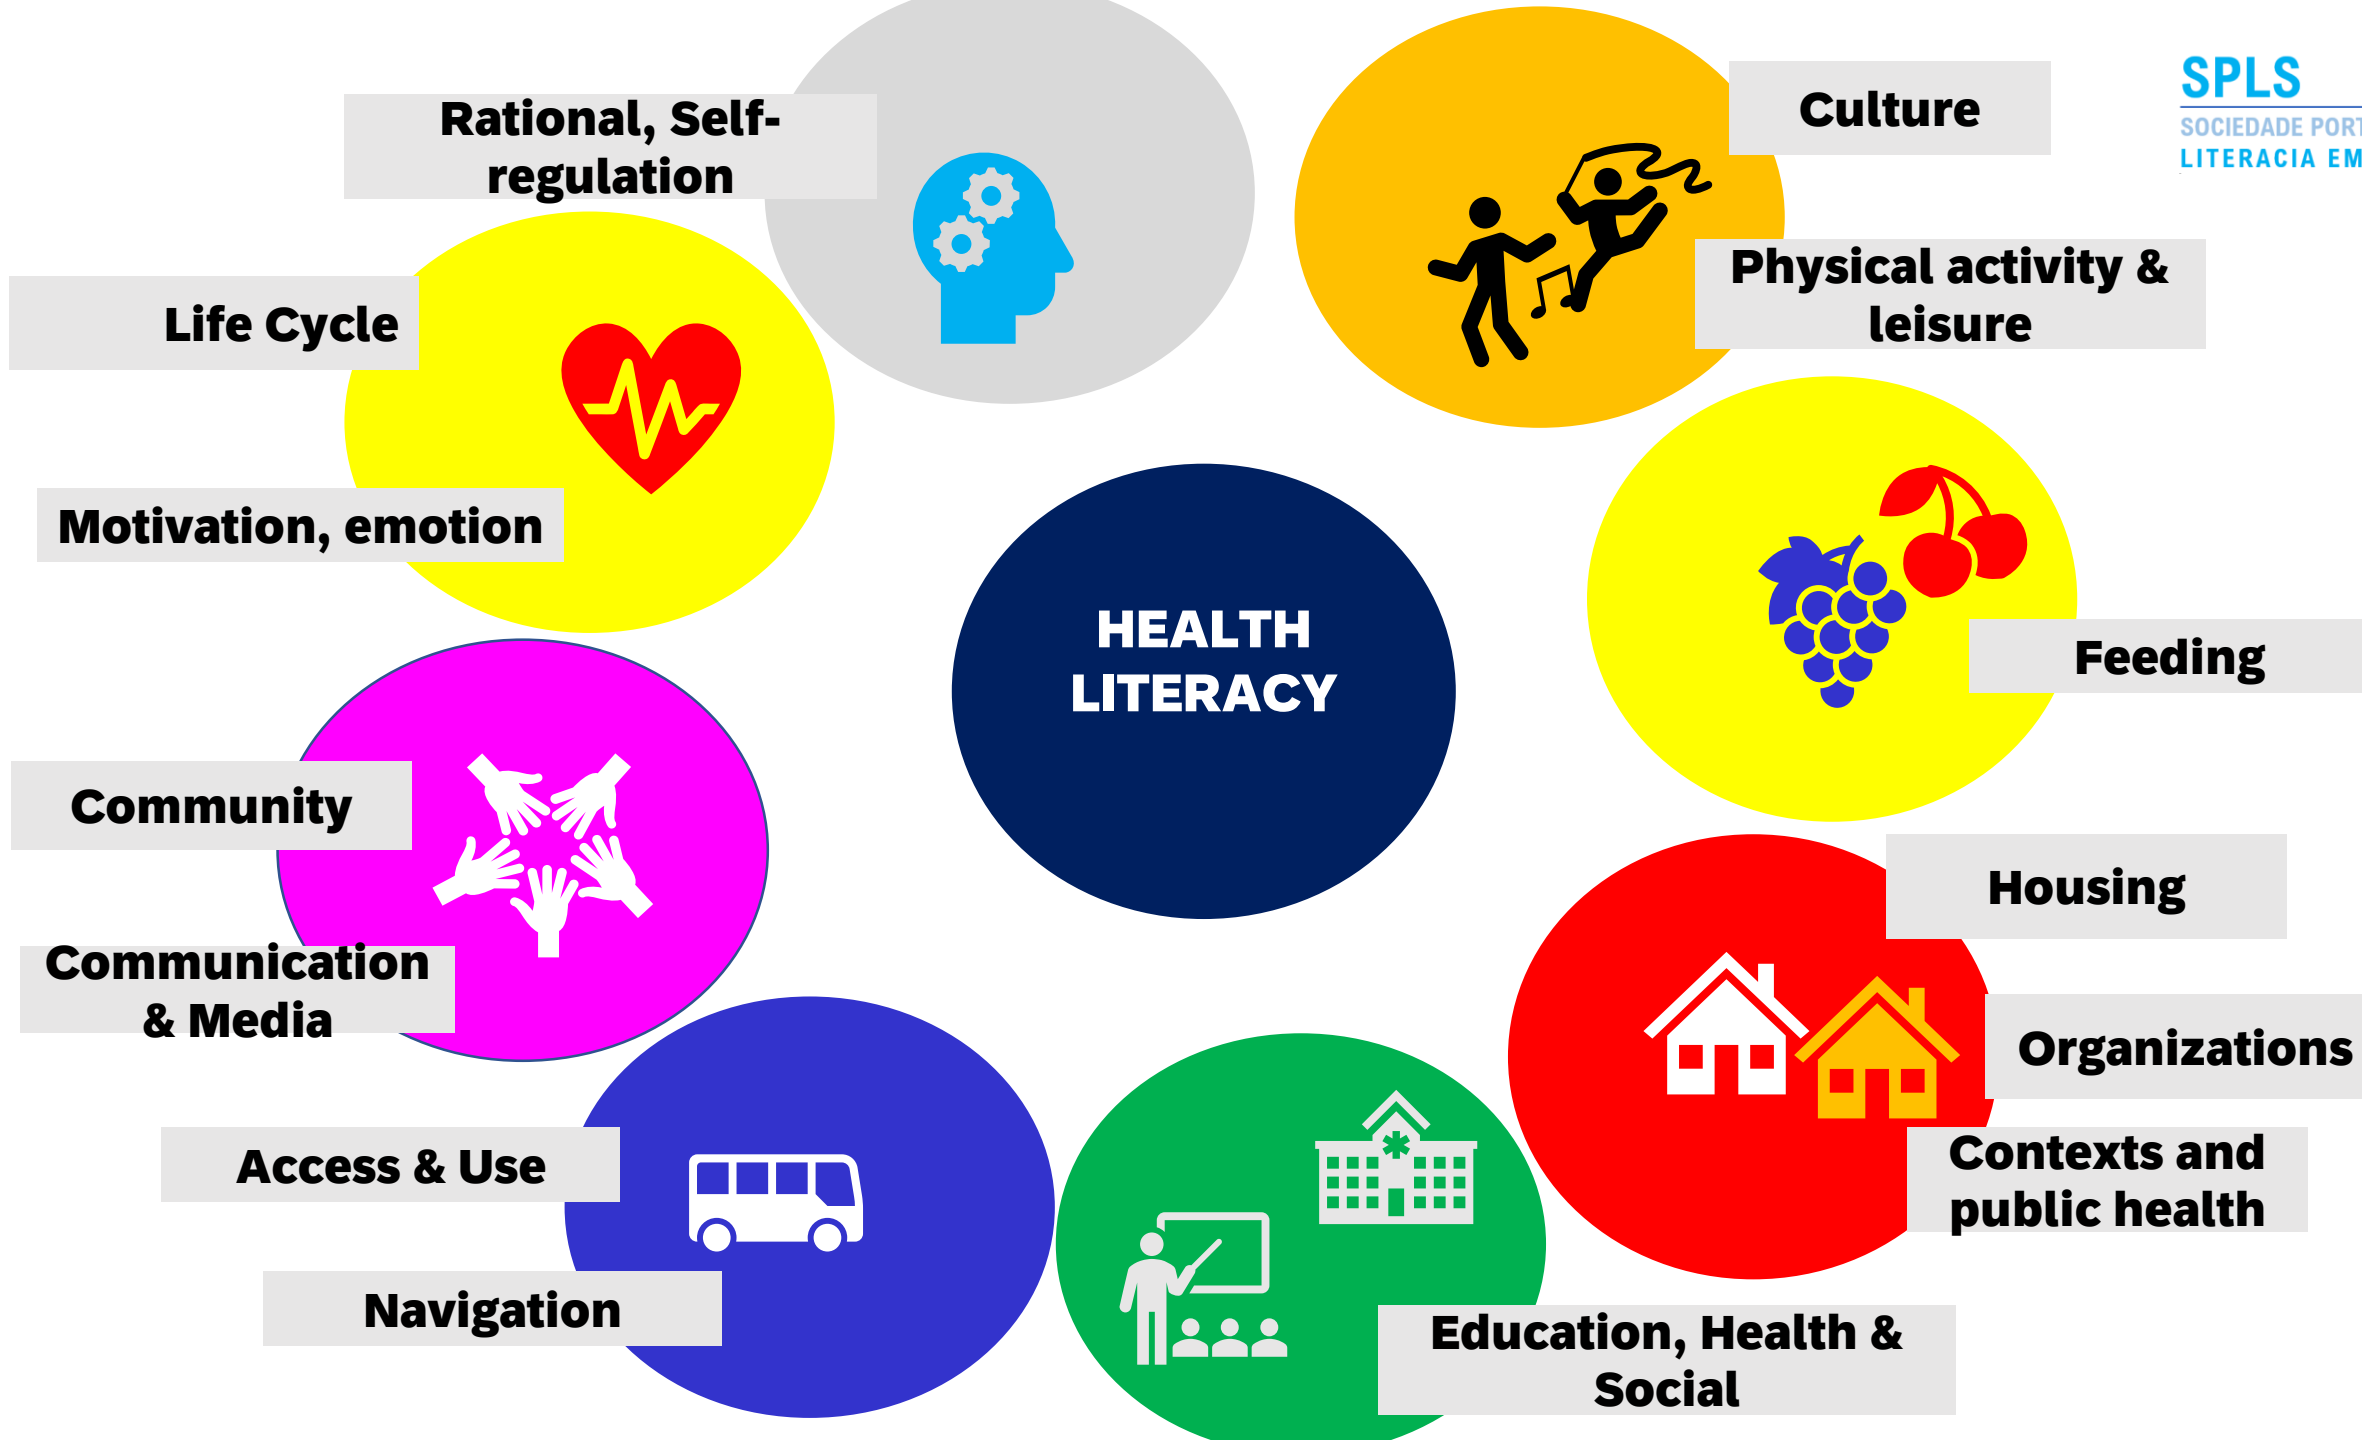 Rational, Self-
regulation
Culture
SPLS
SOCIEDADE PORT
LITERACIA EM
Life Cycle
Physical activity &
leisure
Motivation, emotion
HEALTH
LITERACY
Feeding
Community
Housing
Communication
& Media
Organizations
Access & Use
Contexts and
public health
Navigation
Education, Health &
Social